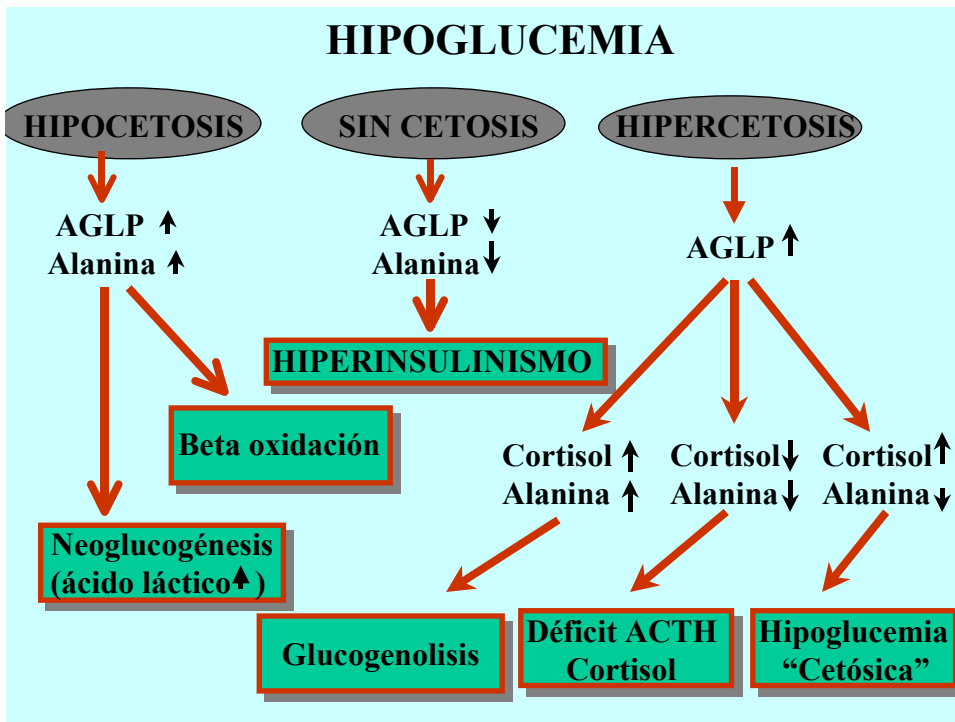 HIPOGLUCEMIA
HIPOCETOSIS
SIN CETOSIS
HIPERCETOSIS
AGLP ↑
Alanina ↑
AGLP ↓
Alanina ↓
AGLP ↑
HIPERINSULINISMO
Beta oxidación
Cortisol ↑
Alanina ↑
Cortisol ↓
Alanina ↓
Cortisol ↑
Alanina ↓
Neoglucogénesis
(ácido láctico ↑ )
Glucogenolisis
Déficit ACTH
Cortisol
Hipoglucemia
“Cetósica”